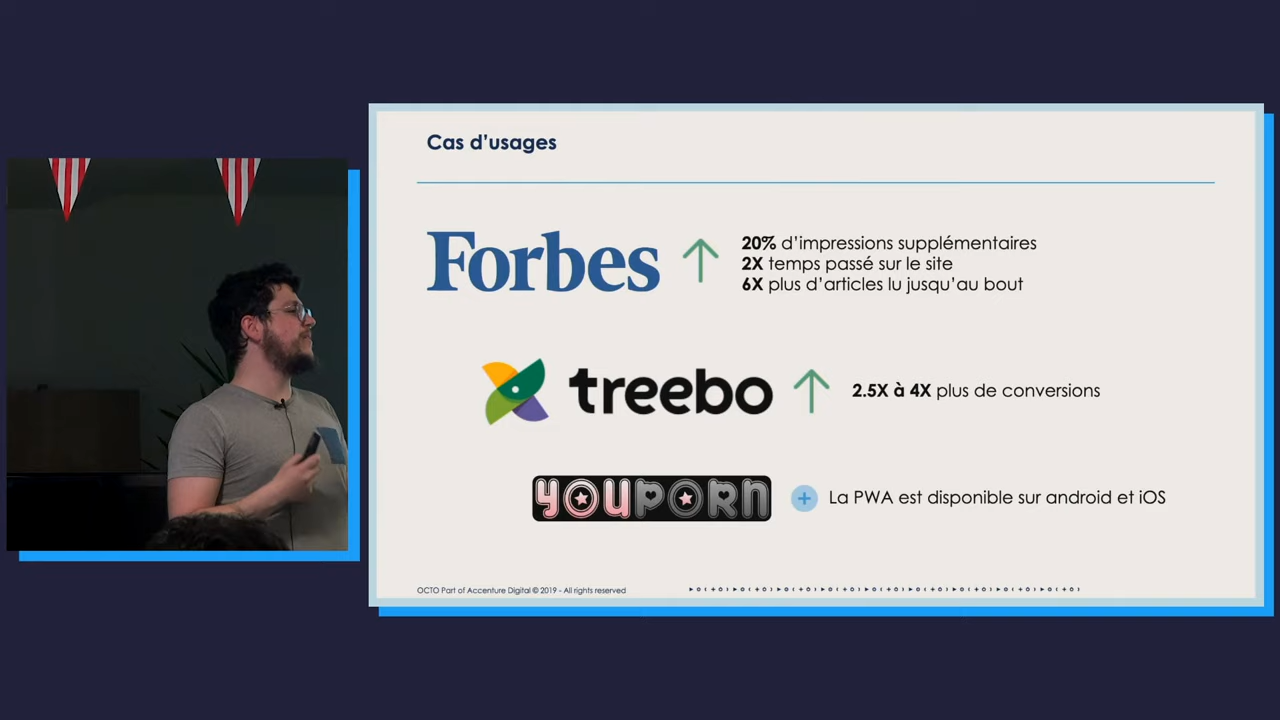 Cas d'usages
Forbes
20% d'impressions supplémentaires
2X temps passé sur le site
6X plus d'articles lu jusqu'au bout
treebo
2.5X à 4X plus de conversions
YOUPORN
La PWA est disponible sur android et iOS
OCTO Part of Accenture Digital © 2019 - All rights reserved